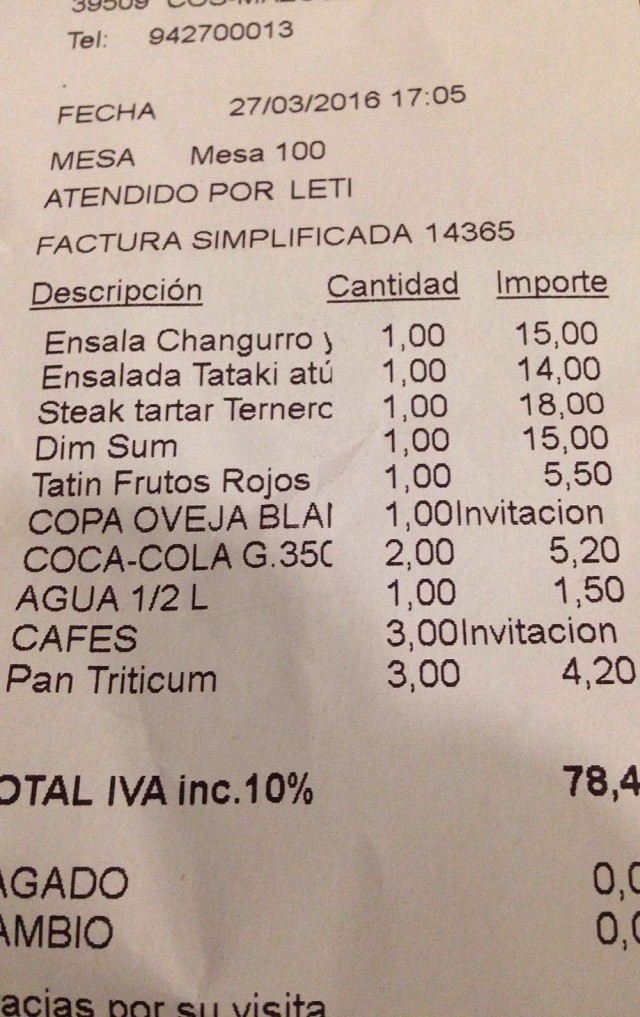 39509
Tel: 942700013
FECHA 27/03/2016 17:05
MESA Mesa 100
ATENDIDO POR LETI
FACTURA SIMPLIFICADA 14365
Descripción Cantidad Importe
Ensala Changurro y 1,00 15,00
Ensalada Tataki atú 1,00 14,00
Steak tartar Ternerc 1,00 18,00
Dim Sum 1,00 15,00
Tatin Frutos Rojos 1,00 5,50
COPA OVEJA BLAI 1,00Invitacion
COCA-COLA G.350 2,00 5,20
AGUA 1/2 L 1,00 1,50
CAFES 3,00Invitacion
Pan Triticum 3,00 4,20
OTAL IVA inc.10% 78,4
AGADO 0,0
AMBIO 0,0
acias por su visita